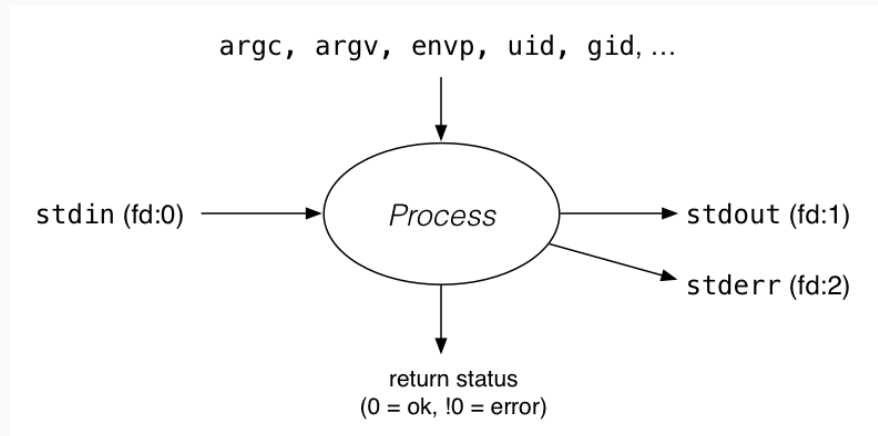 argc, argv, envp, uid, gid, ...
stdin (fd:0)
Process
stdout (fd:1)
stderr (fd:2)
return status
(0 = ok, !0 = error)